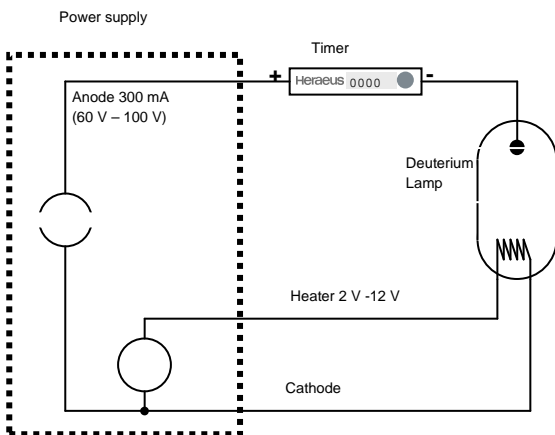 Power supply
Timer
+
Heraeus 0000
-
Anode 300 mA
(60 V – 100 V)
Deuterium
Lamp
Heater 2 V -12 V
Cathode